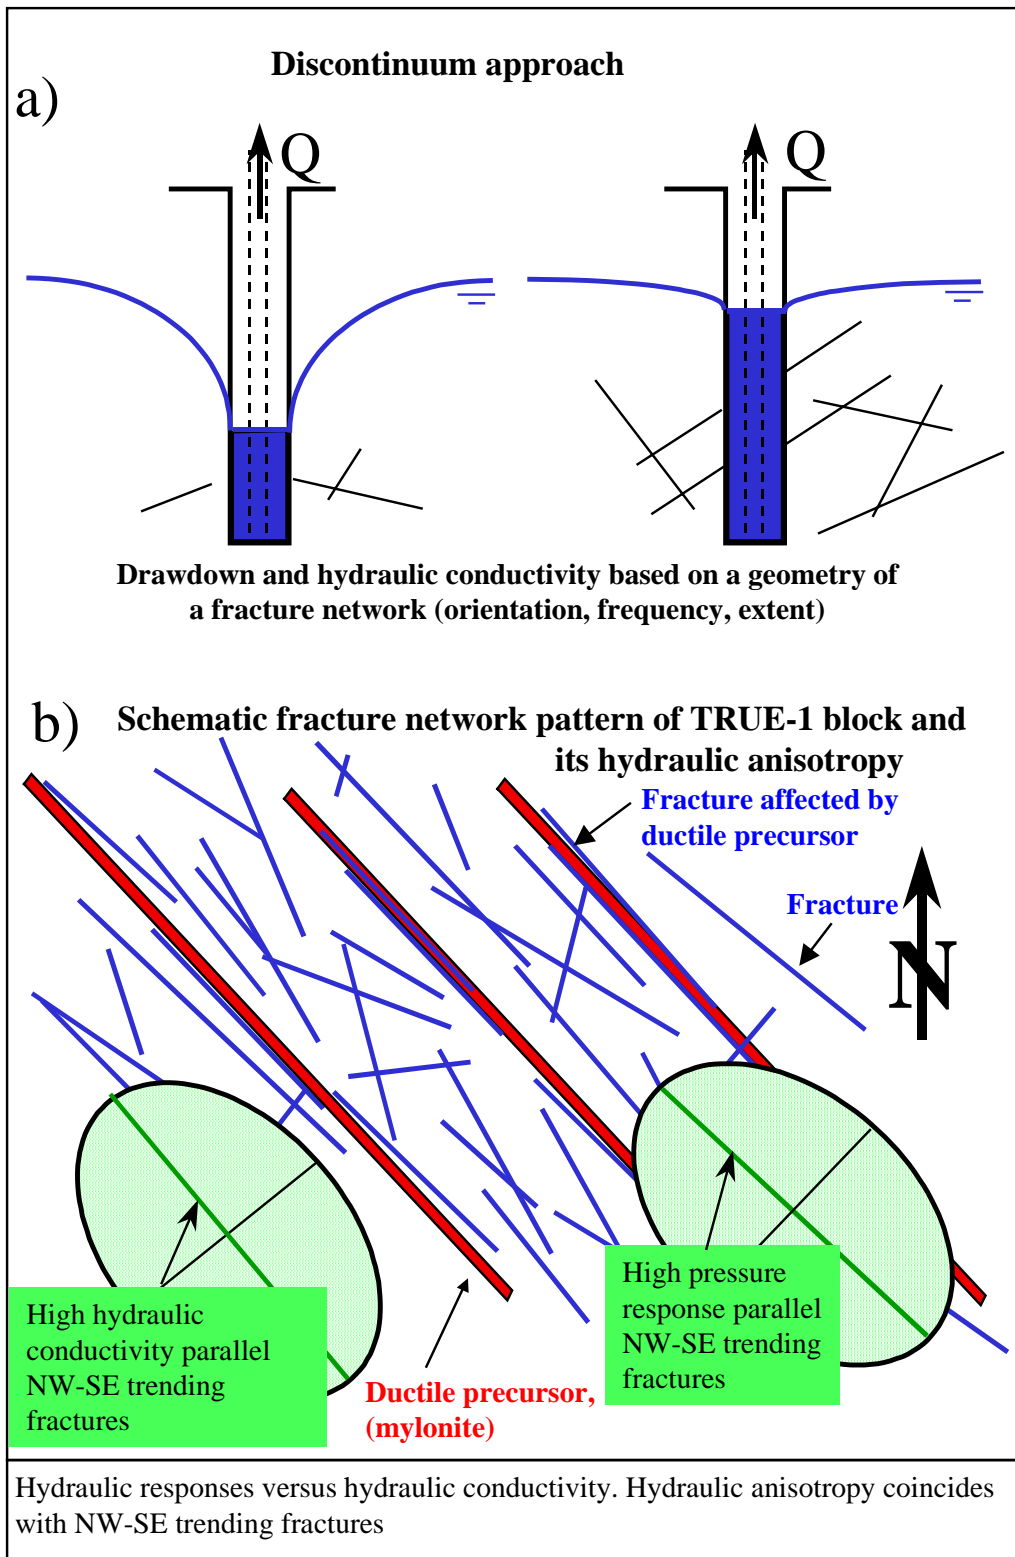 Discontinuum approach
a)
Q
Q
Drawdown and hydraulic conductivity based on a geometry of
a fracture network (orientation, frequency, extent)
b)
Schematic fracture network pattern of TRUE-1 block and
its hydraulic anisotropy
Fracture affected by
ductile precursor
Fracture
N
High hydraulic
conductivity parallel
NW-SE trending
fractures
High pressure
response parallel
NW-SE trending
fractures
Ductile precursor,
(mylonite)
Hydraulic responses versus hydraulic conductivity. Hydraulic anisotropy coincides
with NW-SE trending fractures